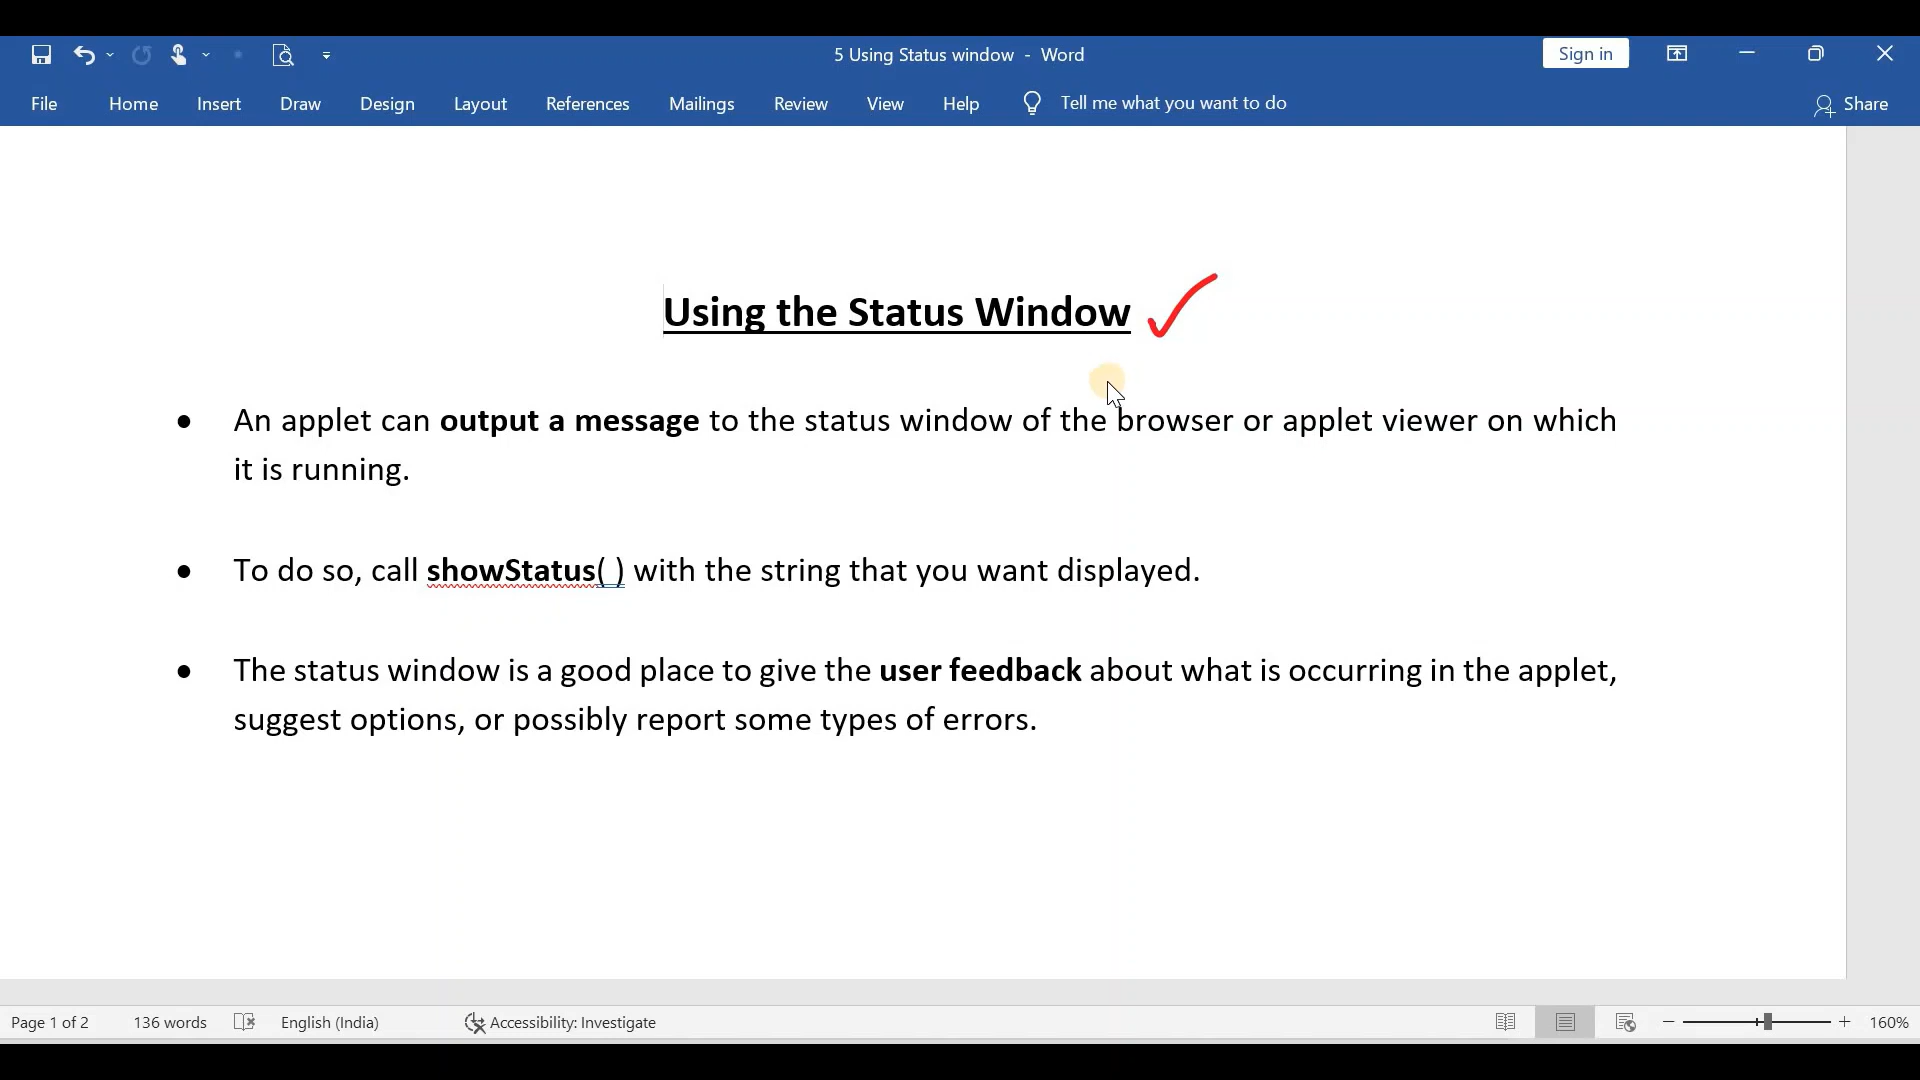 5 Using Status window - Word
Sign in
File Home Insert Draw Design Layout References Mailings Review View Help Tell me what you want to do Share
Using the Status Window
• An applet can output a message to the status window of the browser or applet viewer on which
it is running.
• To do so, call showStatus( ) with the string that you want displayed.
• The status window is a good place to give the user feedback about what is occurring in the applet,
suggest options, or possibly report some types of errors.
Page 1 of 2 136 words English (India) Accessibility: Investigate 160%